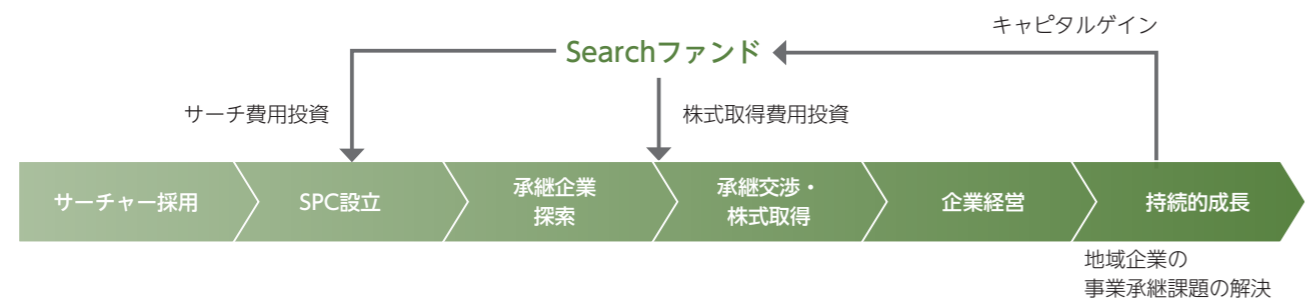 キャピタルゲイン
Searchファンド
サーチ費用投資
株式取得費用投資
サーチャー採用
SPC設立
承継企業
探索
承継交渉・
株式取得
企業経営
持続的成長
地域企業の
事業承継課題の解決